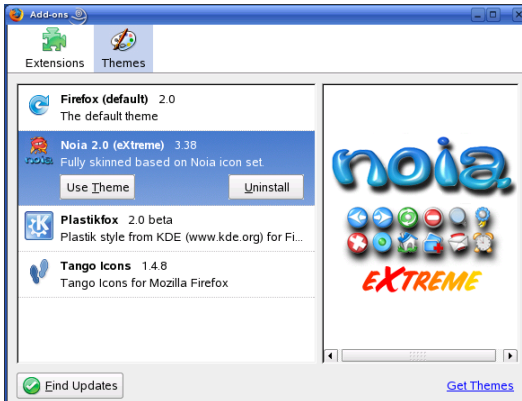 Add-ons
Extensions
Themes
Firefox (default) 2.0
The default theme
noia
Noia 2.0 (eXtreme) 3.38
Fully skinned based on Noia icon set
Use Theme
Uninstall
Plastikfox 2.0 beta
Plastik style from KDE (www.kde.org) for Fi...
Tango Icons 1.4.8
Tango Icons for Mozilla Firefox
noia
eXTREME
Find Updates
Get Themes